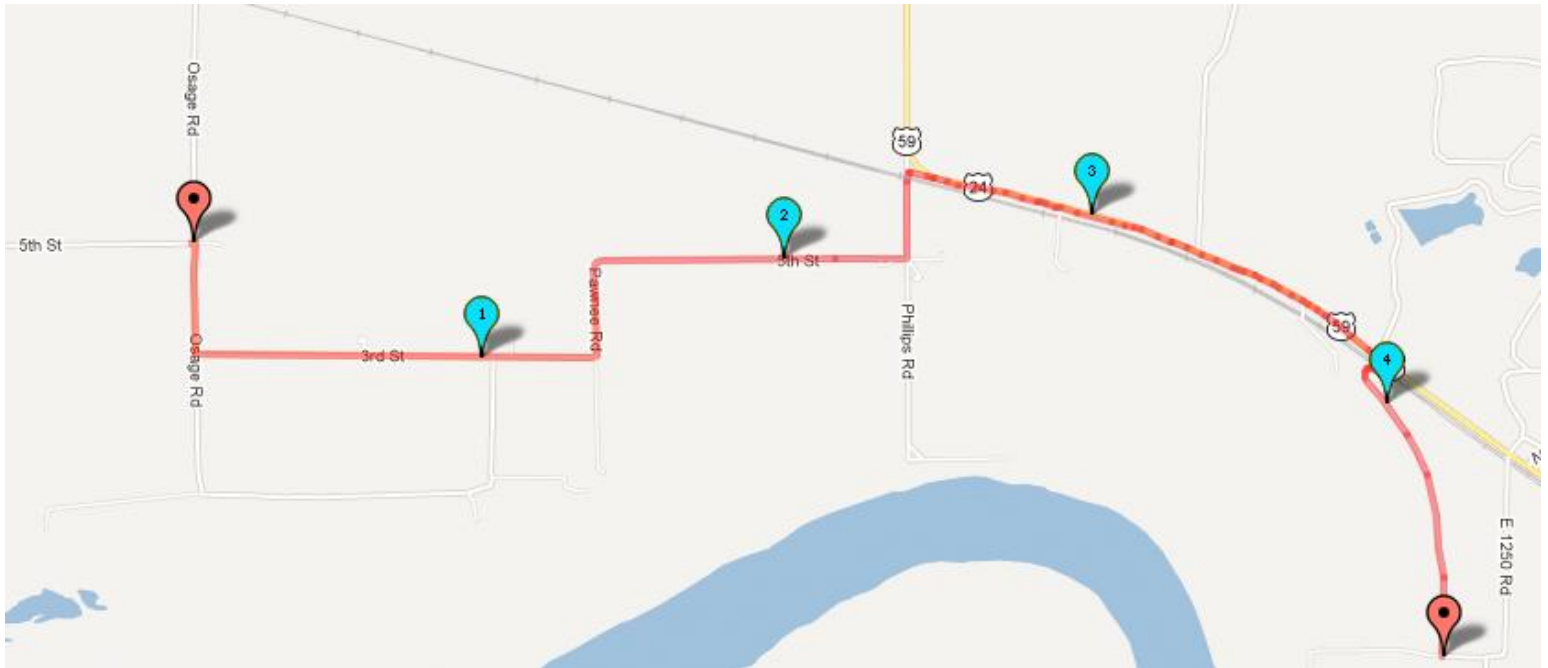 Osage Rd
59
3
24
2
5th St
5th St
Pawnee Rd
1
3rd St
Osage Rd
Phillips Rd
59
4
E 1250 Rd